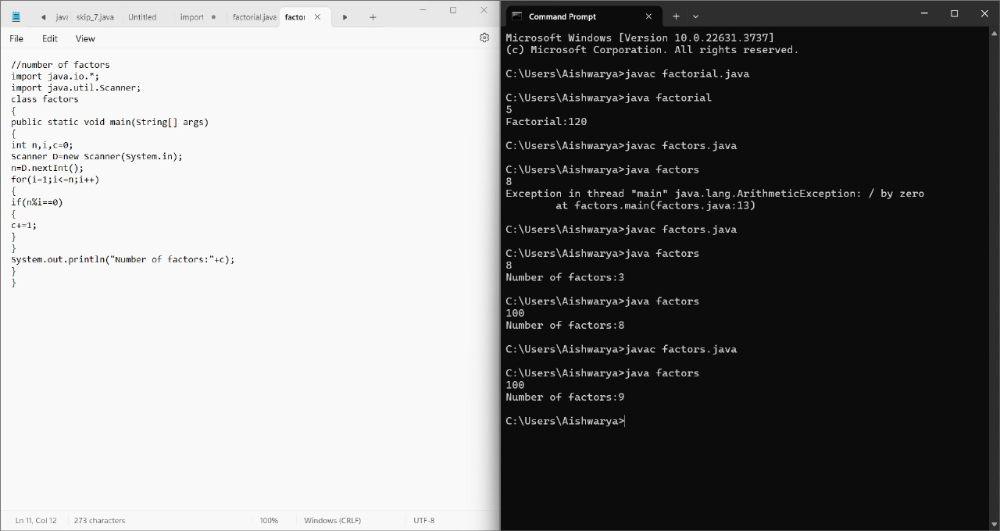 java
skip_7.java
Untitled
import
factorial.java
factor
File Edit View
//number of factors
import java.io.*;
import java.util.Scanner;
class factors
{
public static void main(String[] args)
{
int n,i,c=0;
Scanner D=new Scanner(System.in);
n=D.nextInt();
for(i=1;i<=n;i++)
{
if(n%i==0)
{
c+=1;
}
}
System.out.println("Number of factors:"+c);
}
}
Ln 11, Col 12 273 characters 100% Windows (CRLF) UTF-8
Command Prompt
Microsoft Windows [Version 10.0.22631.3737]
(c) Microsoft Corporation. All rights reserved.
C:\Users\Aishwarya>javac factorial.java
C:\Users\Aishwarya>java factorial
5
Factorial:120
C:\Users\Aishwarya>javac factors.java
C:\Users\Aishwarya>java factors
8
Exception in thread "main" java.lang.ArithmeticException: / by zero
at factors.main(factors.java:13)
C:\Users\Aishwarya>javac factors.java
C:\Users\Aishwarya>java factors
8
Number of factors:3
C:\Users\Aishwarya>java factors
100
Number of factors:8
C:\Users\Aishwarya>javac factors.java
C:\Users\Aishwarya>java factors
100
Number of factors:9
C:\Users\Aishwarya>